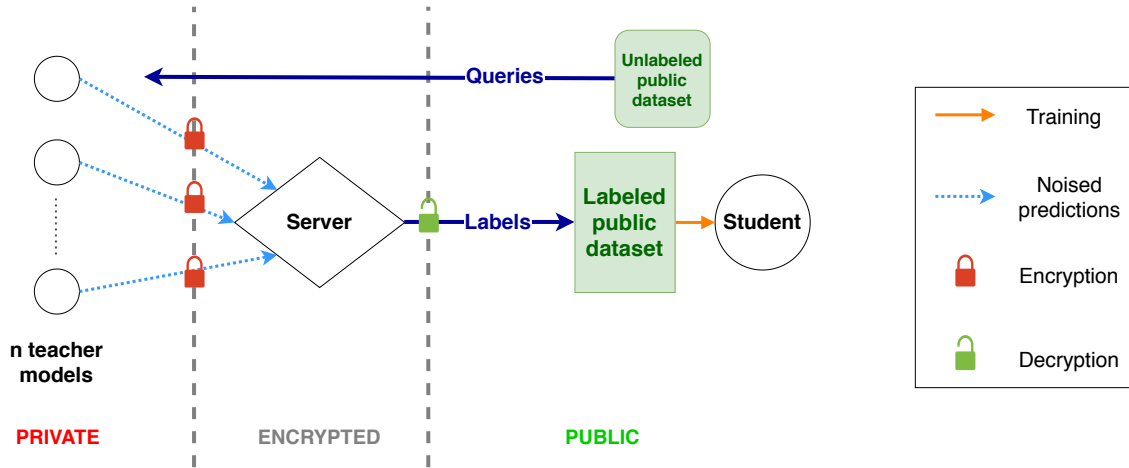 Queries
Unlabeled
public
dataset
Server
Labels
Labeled
public
dataset
Student
n teacher
models
PRIVATE
ENCRYPTED
PUBLIC
Training
Noised
predictions
Encryption
Decryption